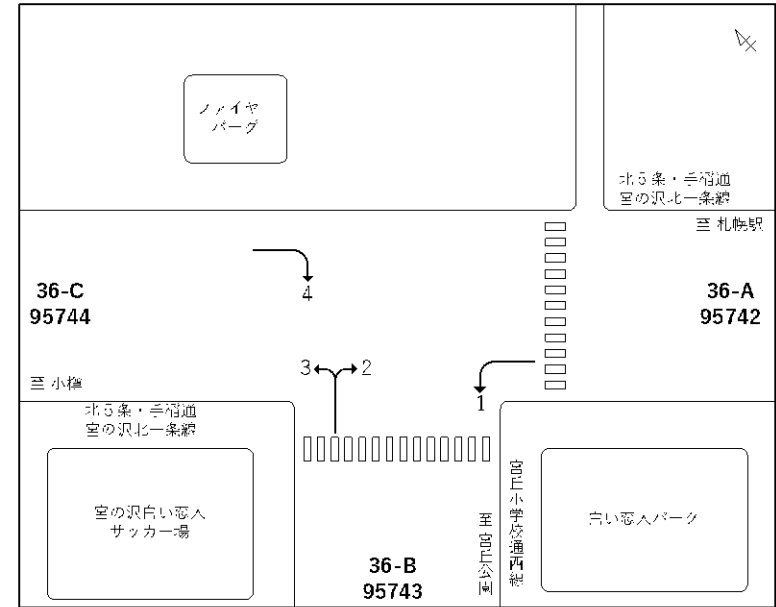 ファイヤ
バーグ
北5条・手稲通
宮の沢北一条線
至 札幌駅
36-C
95744
36-A
95742
4
3
2
1
至 小樽
北5条・手稲通
宮の沢北一条線
宮の沢白い恋人
サッカー場
36-B
95743
至 宮丘公園
宮丘小学校通西線
白い恋人パーク